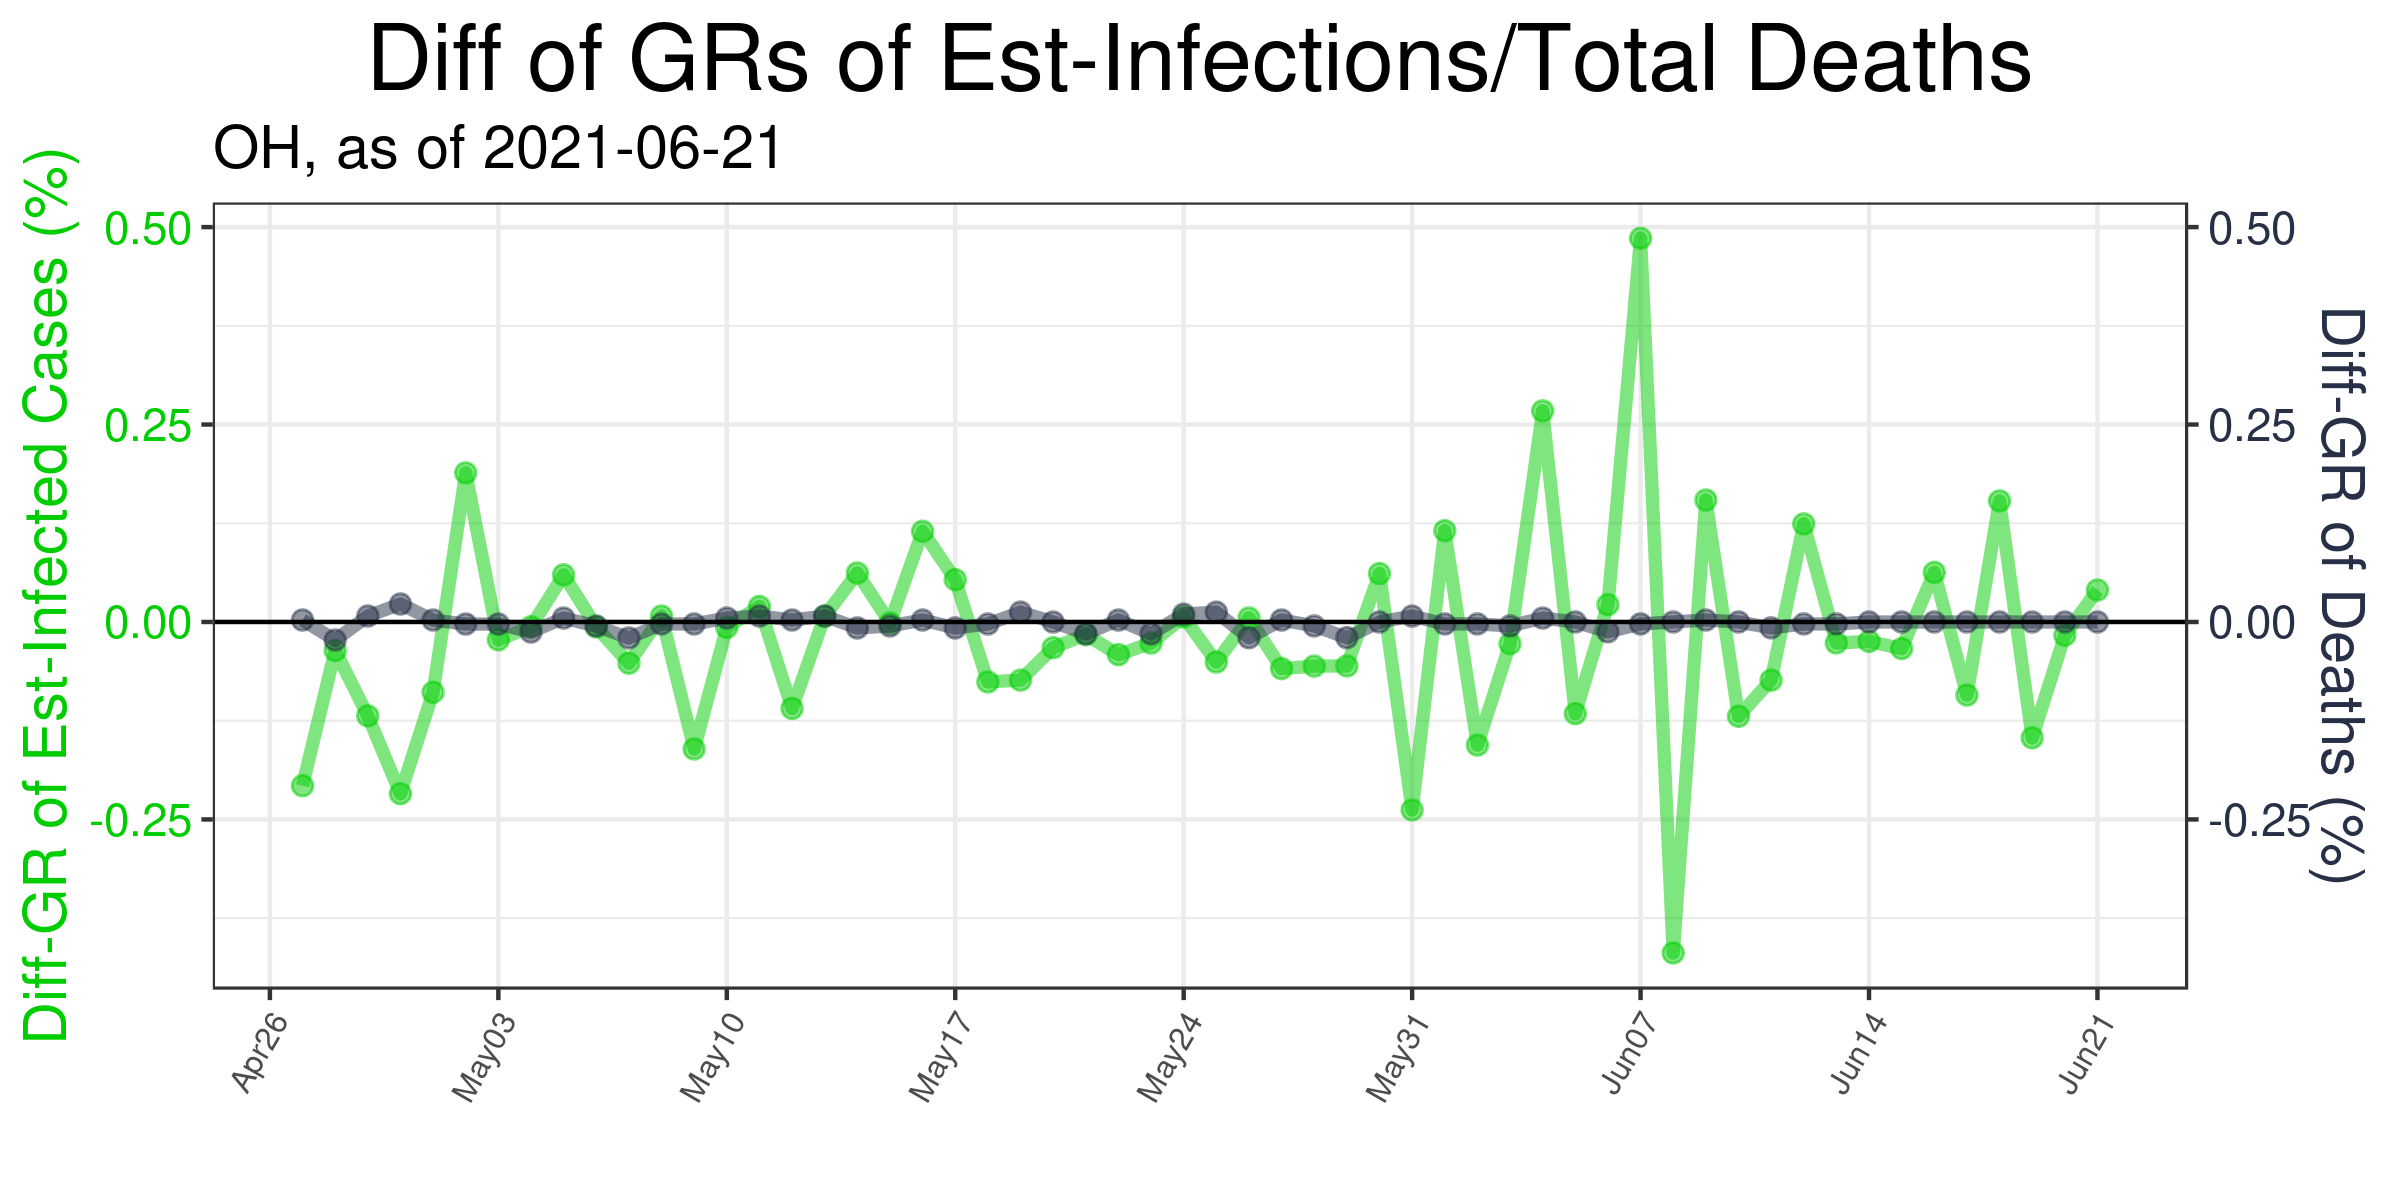 Diff of GRs of Est-Infections/Total Deaths
OH, as of 2021-06-21
Diff-GR of Est-Infected Cases (%)
0.50
0.25
0.00
-0.25
0.50
0.25
0.00
-0.25
Diff-GR of Deaths (%)
Apr26
May03
May10
May17
May24
May31
Jun07
Jun14
Jun21